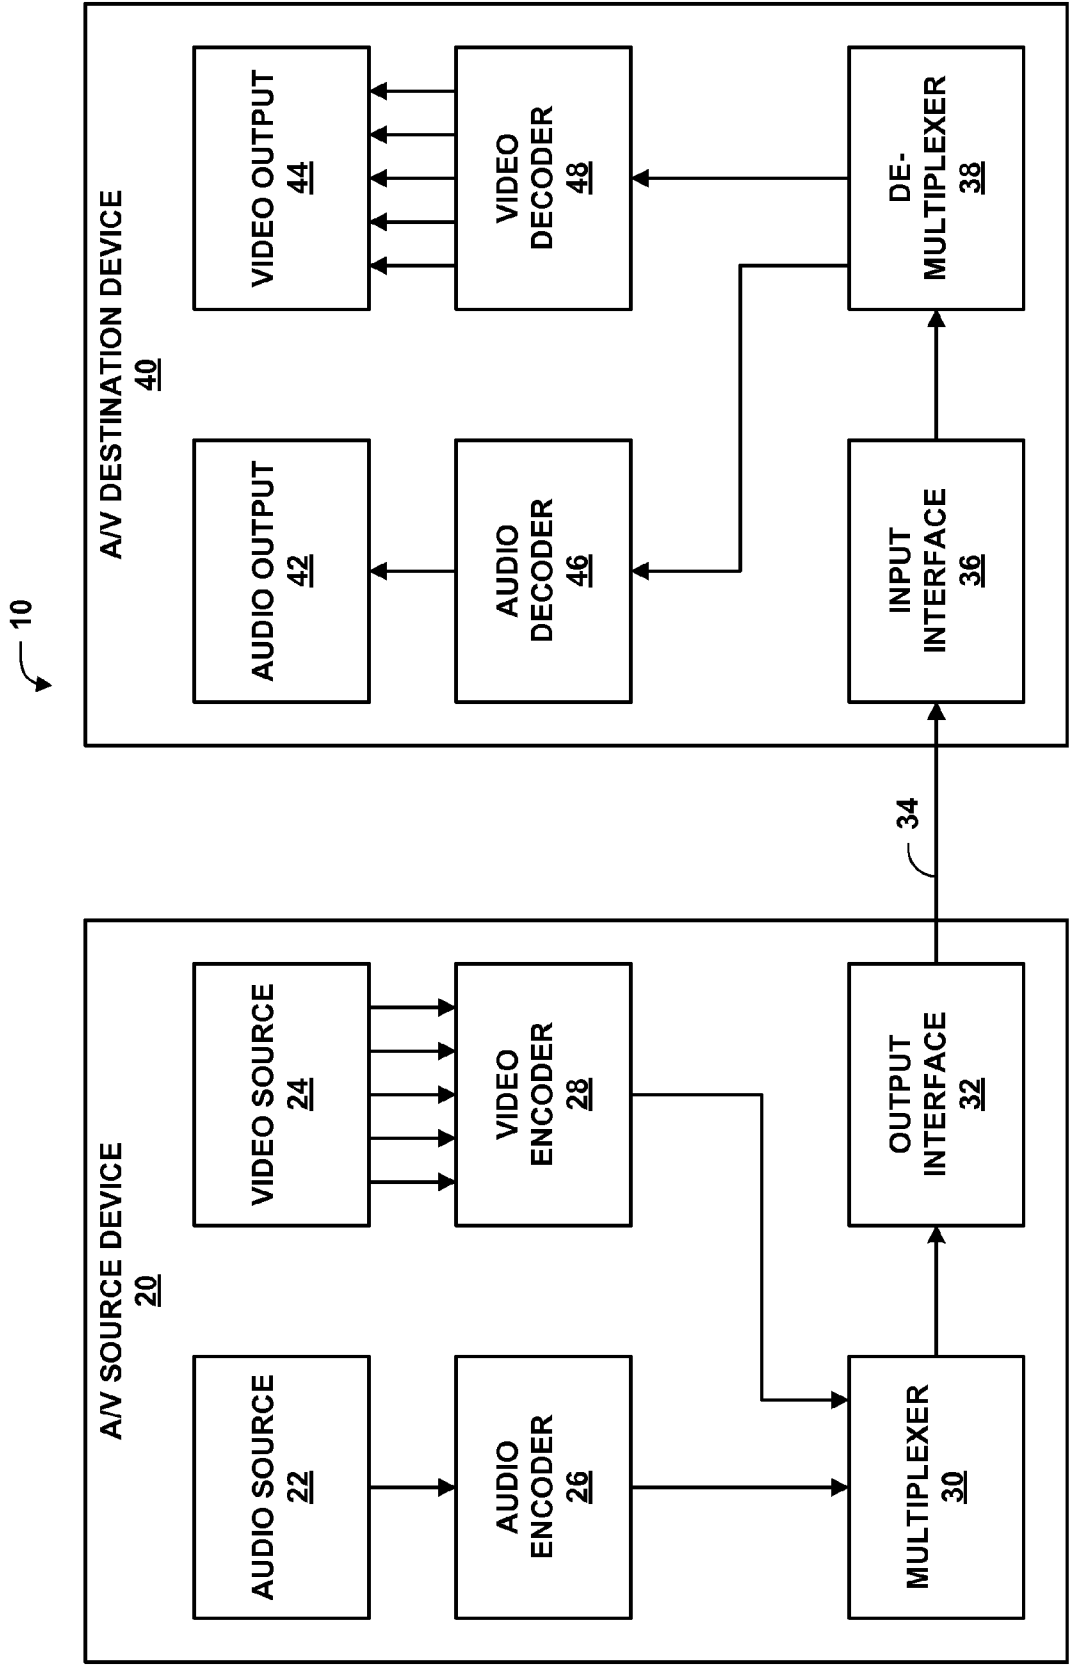 10
A/V SOURCE DEVICE
20
AUDIO SOURCE
22
VIDEO SOURCE
24
AUDIO
ENCODER
26
VIDEO
ENCODER
28
MULTIPLEXER
30
OUTPUT
INTERFACE
32
34
A/V DESTINATION DEVICE
40
AUDIO OUTPUT
42
VIDEO OUTPUT
44
AUDIO
DECODER
46
VIDEO
DECODER
48
INPUT
INTERFACE
36
DE-
MULTIPLEXER
38